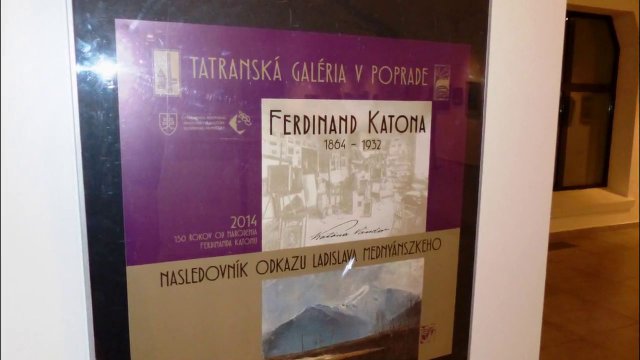 TATRANSKÁ GALÉRIA V POPRADE
FERDINAND KATONA
1864 - 1932
2014
150 ROKOV OD NARODENIA
FERDINANDA KATONU
NASLEDOVNÍK ODKAZU LADISLAVA MEDNYÁNSZKEHO